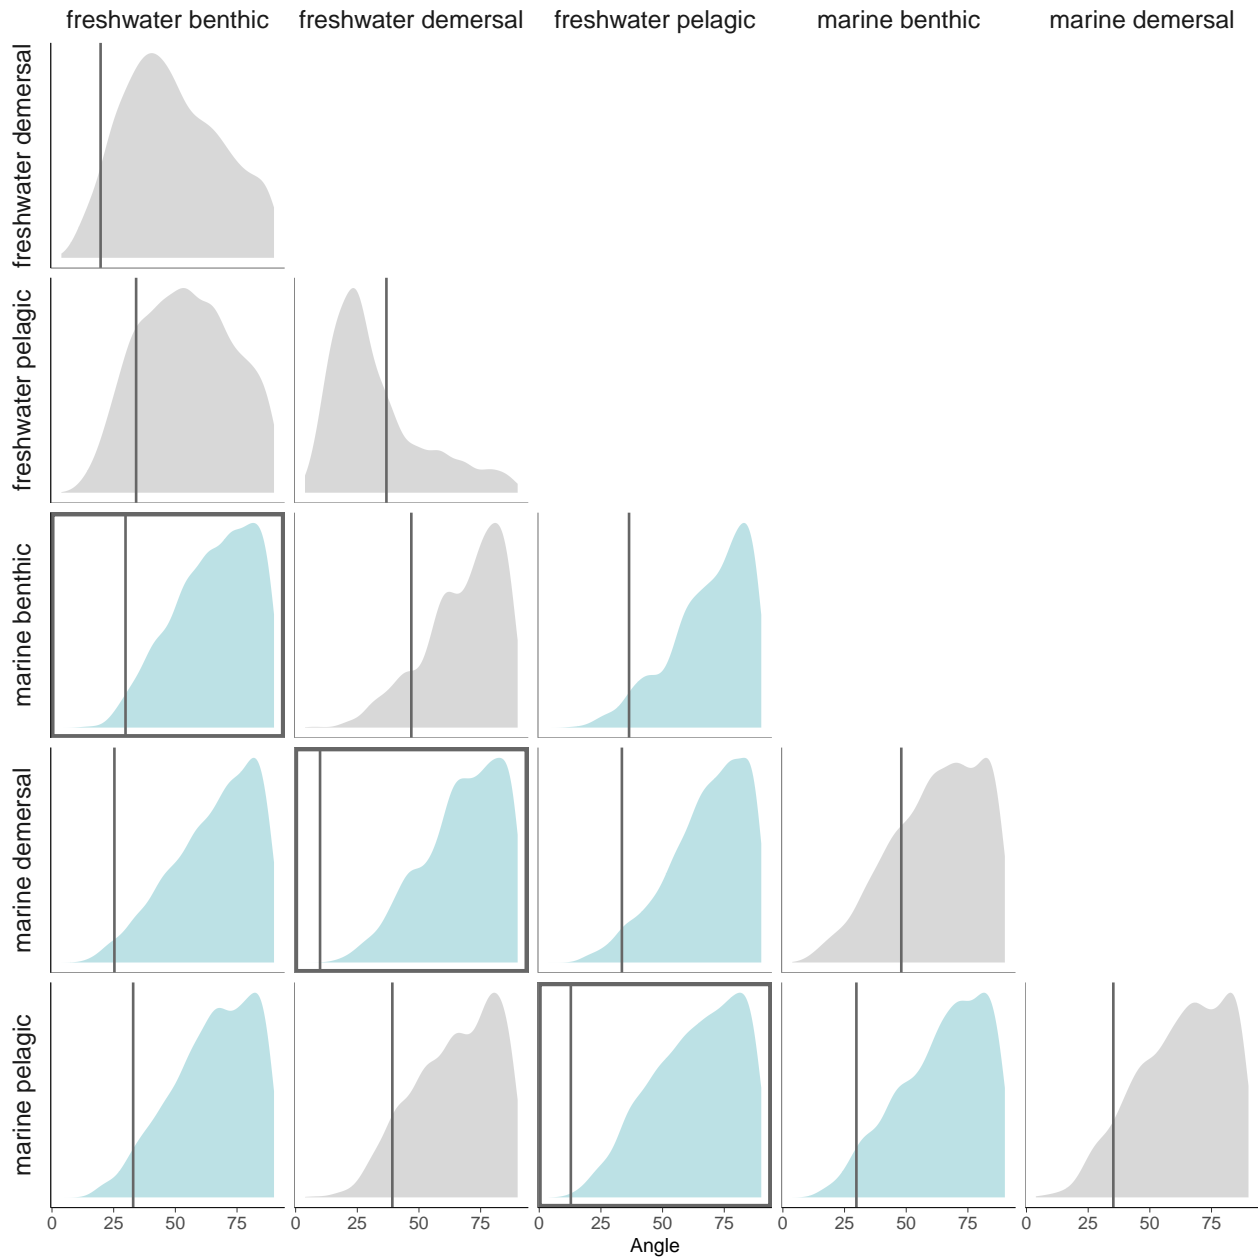 freshwater benthic freshwater demersal freshwater pelagic marine benthic marine demersal
freshwater demersal
freshwater pelagic
marine benthic
marine demersal
marine pelagic
0 25 50 75 0 25 50 75 0 25 50 75 0 25 50 75 0 25 50 75
Angle